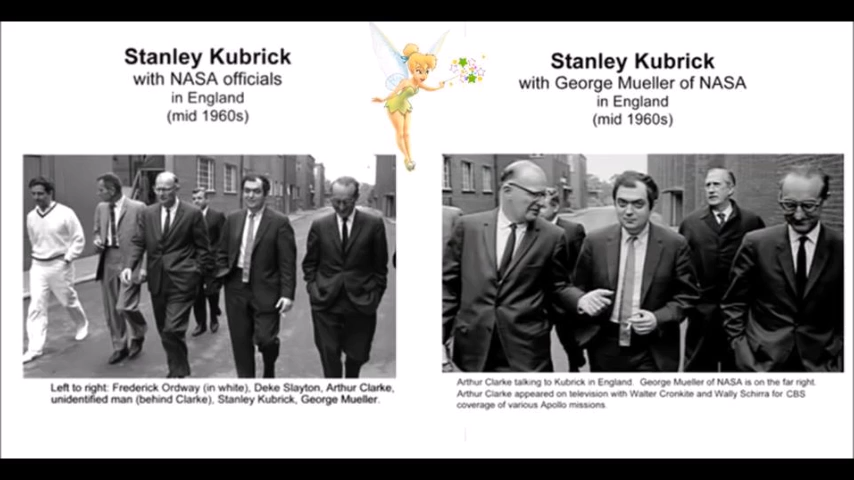 Stanley Kubrick
with NASA officials
in England
(mid 1960s)
Left to right: Frederick Ordway (in white), Deke Slayton, Arthur Clarke,
unidentified man (behind Clarke), Stanley Kubrick, George Mueller.
Stanley Kubrick
with George Mueller of NASA
in England
(mid 1960s)
Arthur Clarke talking to Kubrick in England. George Mueller of NASA is on the far right.
Arthur Clarke appeared on television with Walter Cronkite and Wally Schirra for CBS
coverage of various Apollo missions.